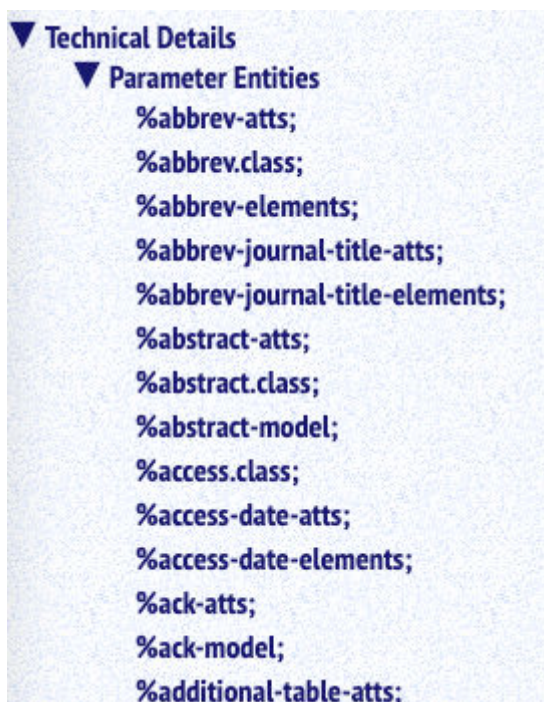 Technical Details
Parameter Entities
%abbrev-atts;
%abbrev.class;
%abbrev-elements;
%abbrev-journal-title-atts;
%abbrev-journal-title-elements;
%abstract-atts;
%abstract.class;
%abstract-model;
%access.class;
%access-date-atts;
%access-date-elements;
%ack-atts;
%ack-model;
%additional-table-atts;